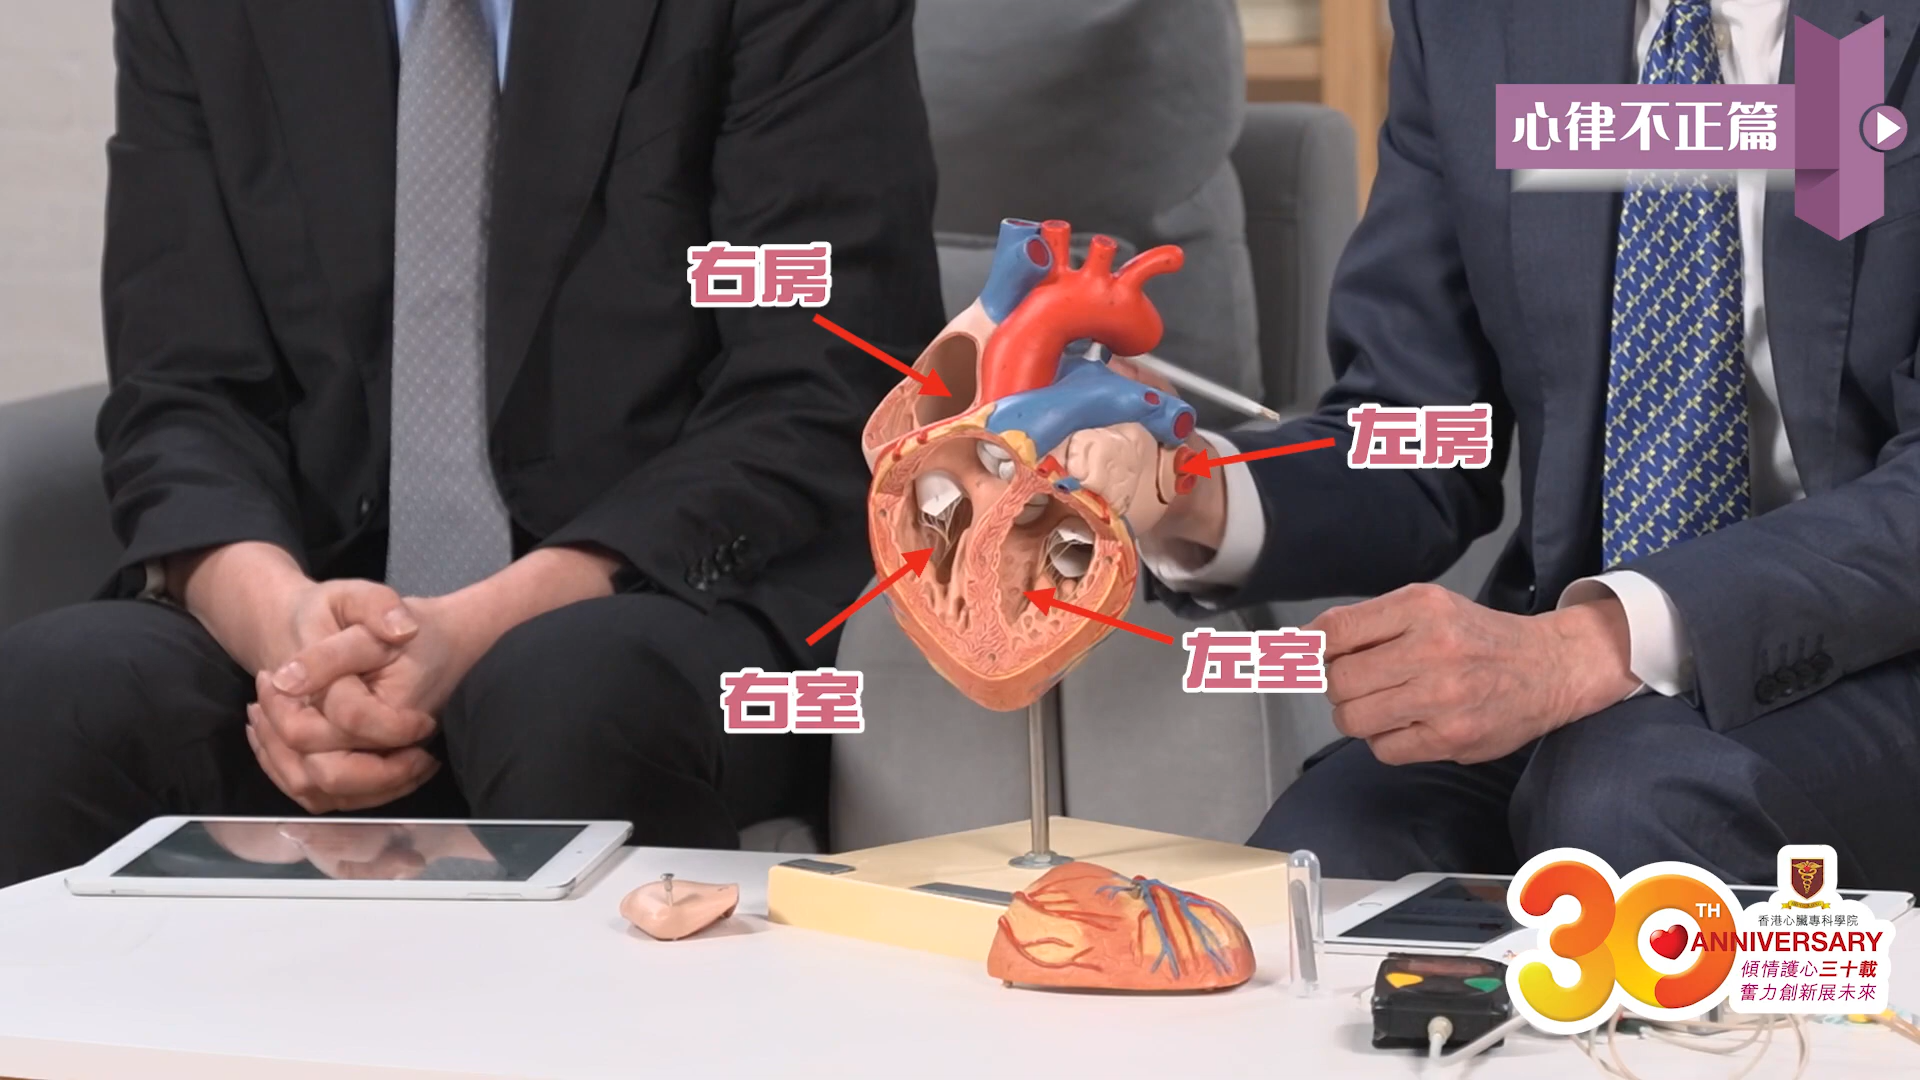 心律不正篇
右房
左房
右室
左室
30TH
香港心臟專科學院
ANNIVERSARY
傾情護心三十載
奮力創新展未來